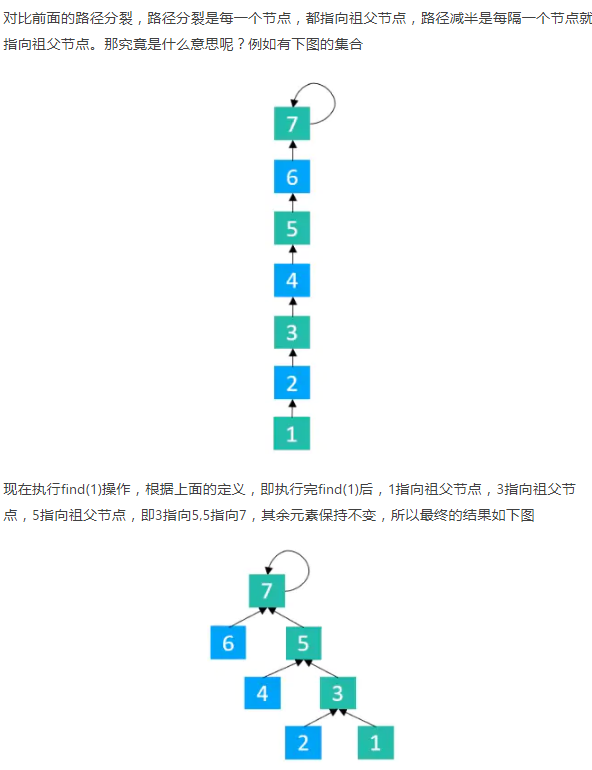 对比前面的路径分裂，路径分裂是每一个节点，都指向祖父节点，路径减半是每隔一个节点就
指向祖父节点。那究竟是什么意思呢？例如有下图的集合
7
6
5
4
3
2
1
现在执行find(1)操作，根据上面的定义，即执行完find(1)后，1指向祖父节点，3指向祖父节
点，5指向祖父节点，即3指向5,5指向7，其余元素保持不变，所以最终的结果如下图
7
6 5
4 3
2 1